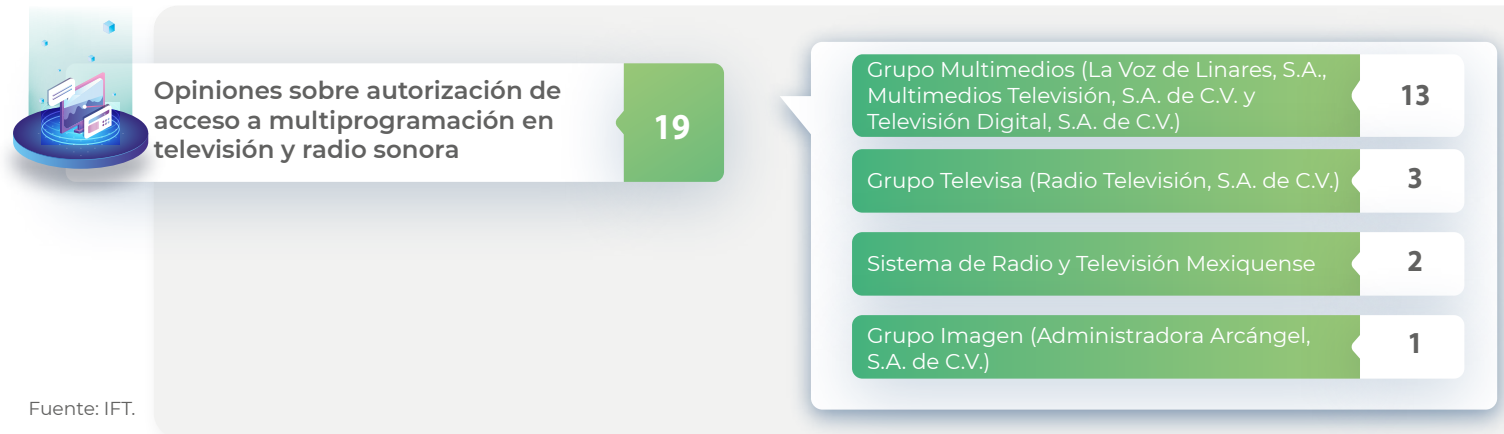 Opiniones sobre autorización de
acceso a multiprogramación en
televisión y radio sonora
19
Grupo Multimedios (La Voz de Linares, S.A.,
Multimedios Televisión, S.A. de C.V. y
Televisión Digital, S.A. de C.V.)
13
Grupo Televisa (Radio Televisión, S.A. de C.V.)
3
Sistema de Radio y Televisión Mexiquense
2
Grupo Imagen (Administradora Arcángel,
S.A. de C.V.)
1
Fuente: IFT.